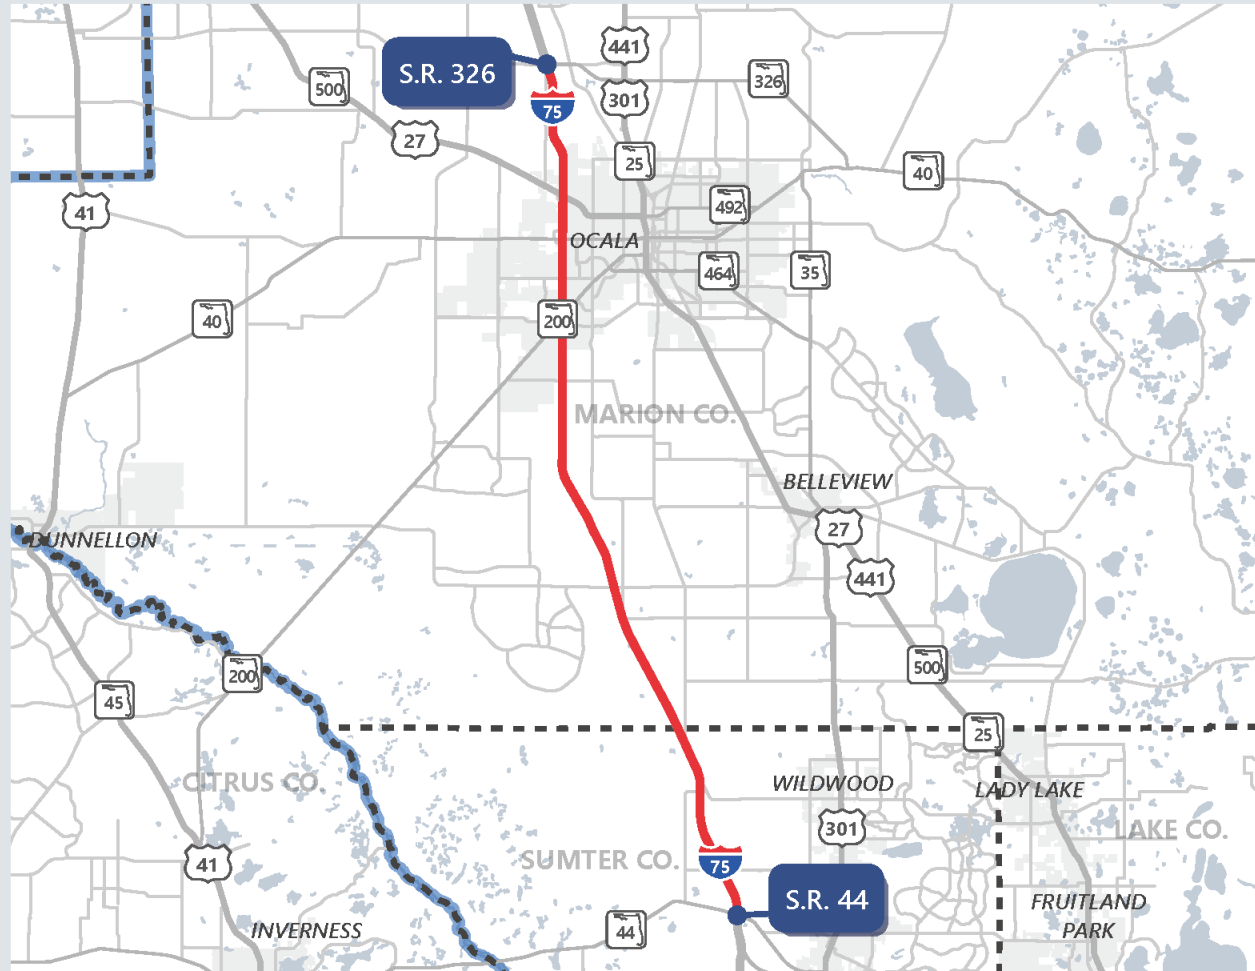 441
S.R. 326
326
500
301
75
27
25
40
492
41
OCALA
464
35
40
200
MARION CO.
BELLEVIEW
27
DUNNELLON
441
500
200
45
25
CITRUS CO.
WILDWOOD
LADY LAKE
301
LAKE CO.
SUMTER CO.
75
41
S.R. 44
FRUITLAND
PARK
44
INVERNESS